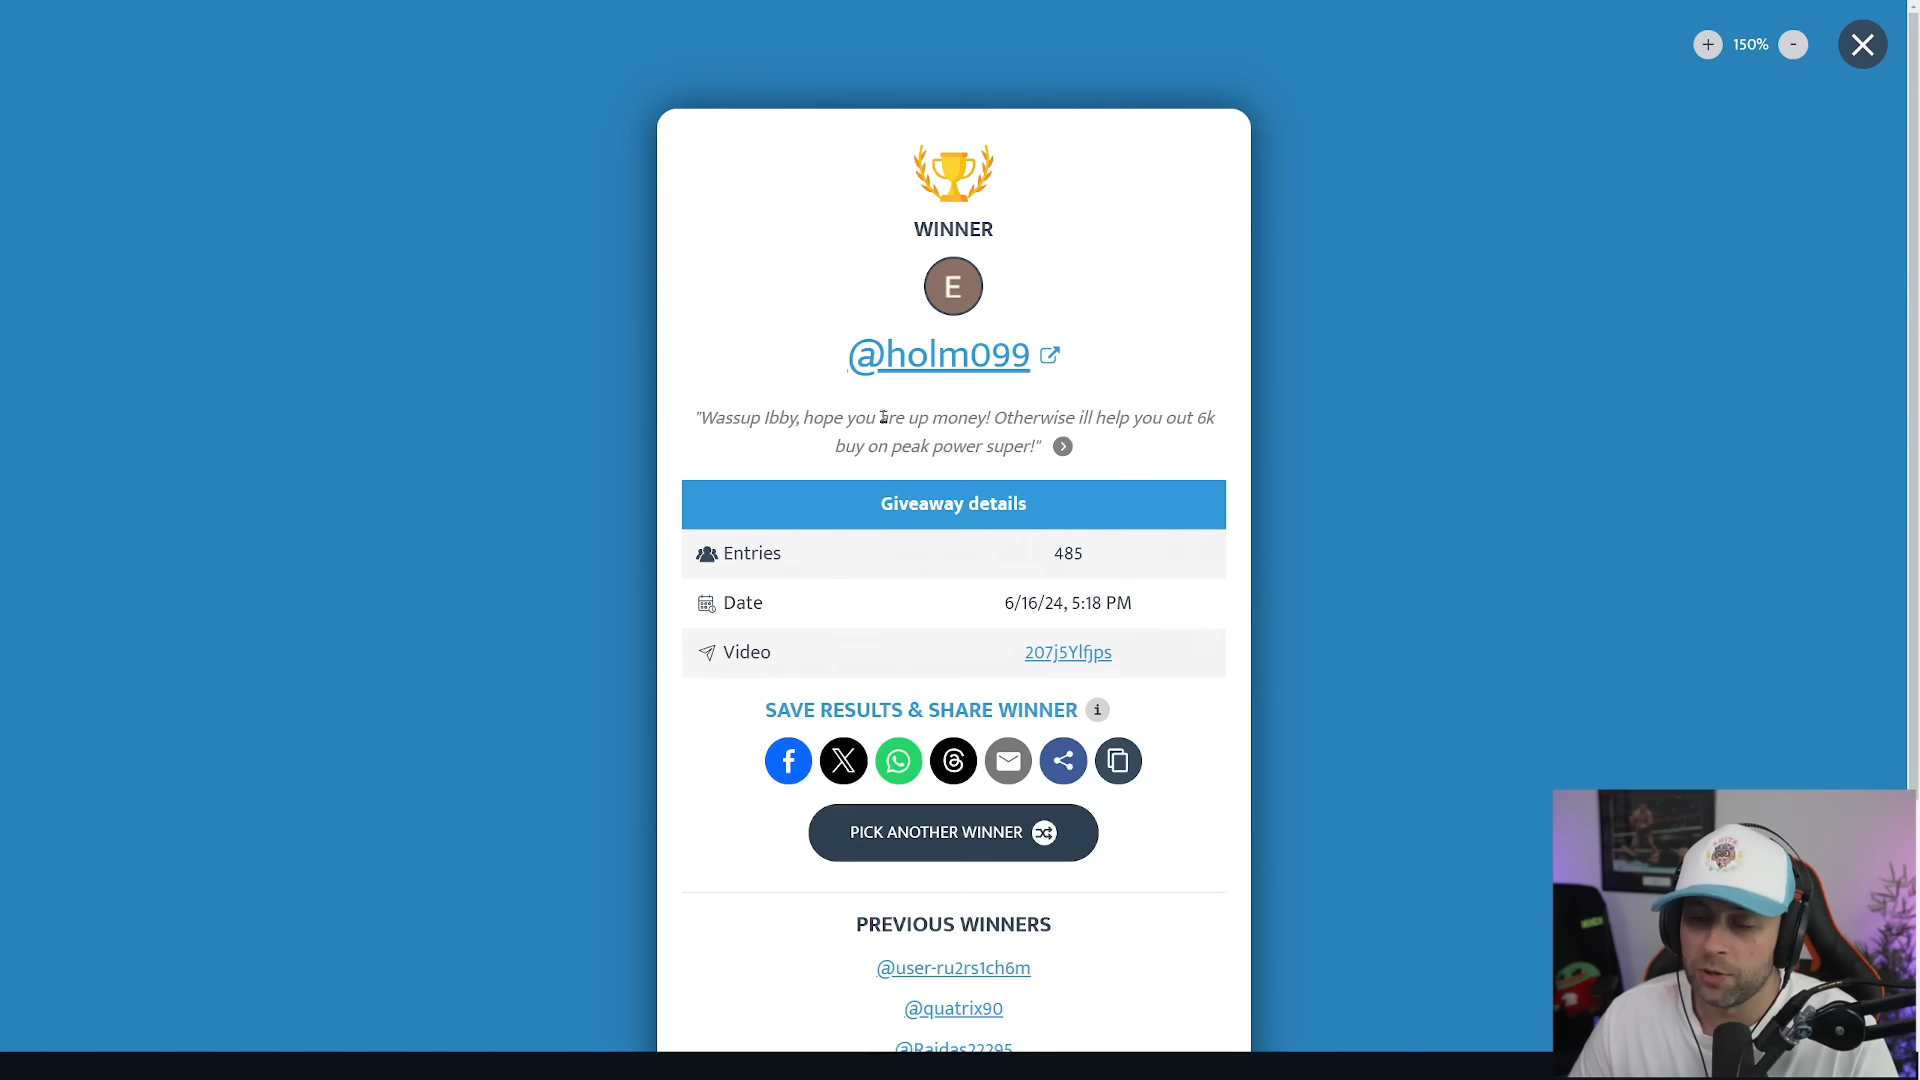 + 150% -
WINNER
E
@holm099
"Wassup Ibby, hope you are up money! Otherwise ill help you out 6k
buy on peak power super!"
Giveaway details
Entries 485
Date 6/16/24, 5:18 PM
Video 207j5Ylfjps
SAVE RESULTS & SHARE WINNER i
PICK ANOTHER WINNER
PREVIOUS WINNERS
@user-ru2rs1ch6m
@quatrix90
@Raidas22295